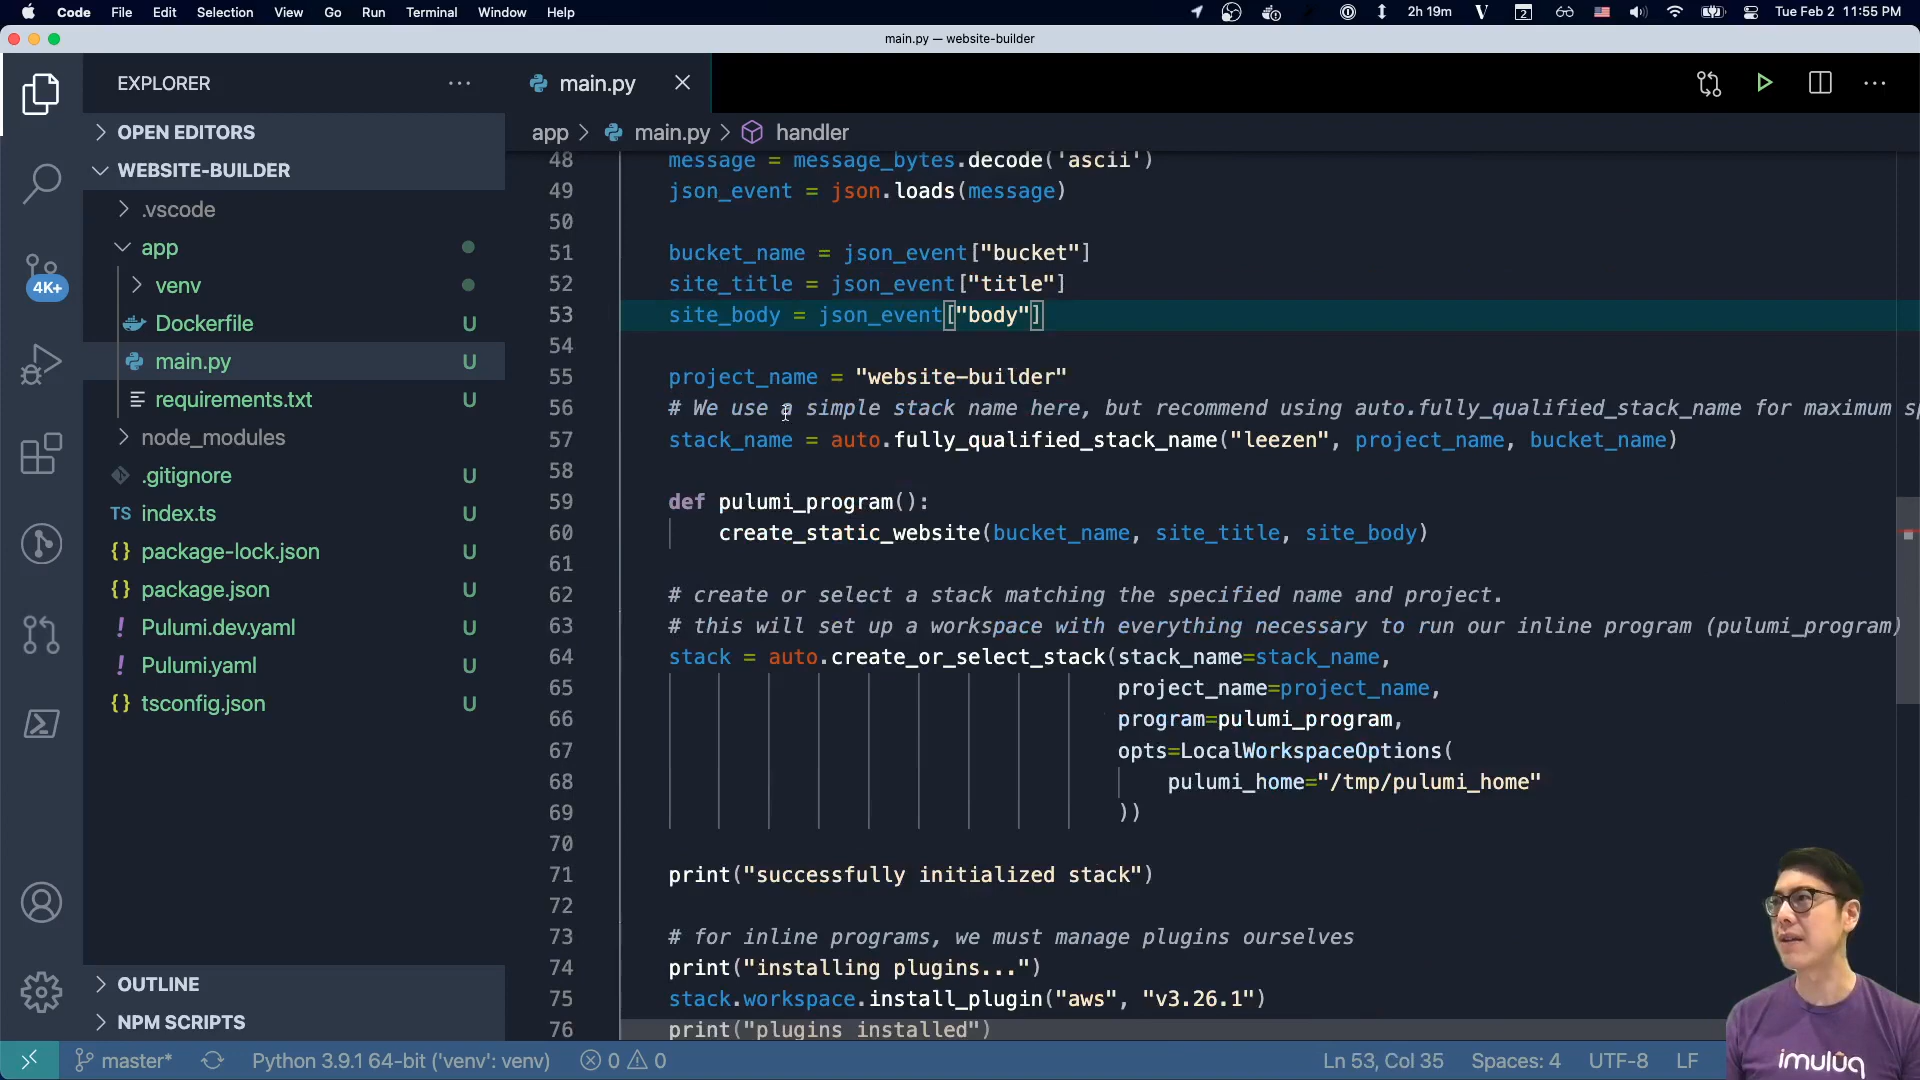 Code File Edit Selection View Go Run Terminal Window Help 2h 19m V 2 Tue Feb 2 11:55 PM
main.py — website-builder
EXPLORER
main.py
OPEN EDITORS
app > main.py > handler
WEBSITE-BUILDER
.vscode
app
venv
4K+
Dockerfile U
main.py U
requirements.txt U
node_modules
.gitignore U
TS index.ts U
{} package-lock.json U
{} package.json U
! Pulumi.dev.yaml U
! Pulumi.yaml U
{} tsconfig.json U
OUTLINE
NPM SCRIPTS
48 message = message_bytes.decode('ascii')
49 json_event = json.loads(message)
50
51 bucket_name = json_event["bucket"]
52 site_title = json_event["title"]
53 site_body = json_event["body"]
54
55 project_name = "website-builder"
56 # We use a simple stack name here, but recommend using auto.fully_qualified_stack_name for maximum sp
57 stack_name = auto.fully_qualified_stack_name("leezen", project_name, bucket_name)
58
59 def pulumi_program():
60 create_static_website(bucket_name, site_title, site_body)
61
62 # create or select a stack matching the specified name and project.
63 # this will set up a workspace with everything necessary to run our inline program (pulumi_program)
64 stack = auto.create_or_select_stack(stack_name=stack_name,
65 project_name=project_name,
66 program=pulumi_program,
67 opts=LocalWorkspaceOptions(
68 pulumi_home="/tmp/pulumi_home"
69 ))
70
71 print("successfully initialized stack")
72
73 # for inline programs, we must manage plugins ourselves
74 print("installing plugins...")
75 stack.workspace.install_plugin("aws", "v3.26.1")
76 print("plugins installed")
master* Python 3.9.1 64-bit ('venv': venv) 0 0 Ln 53, Col 35 Spaces: 4 UTF-8 LF
imuluq